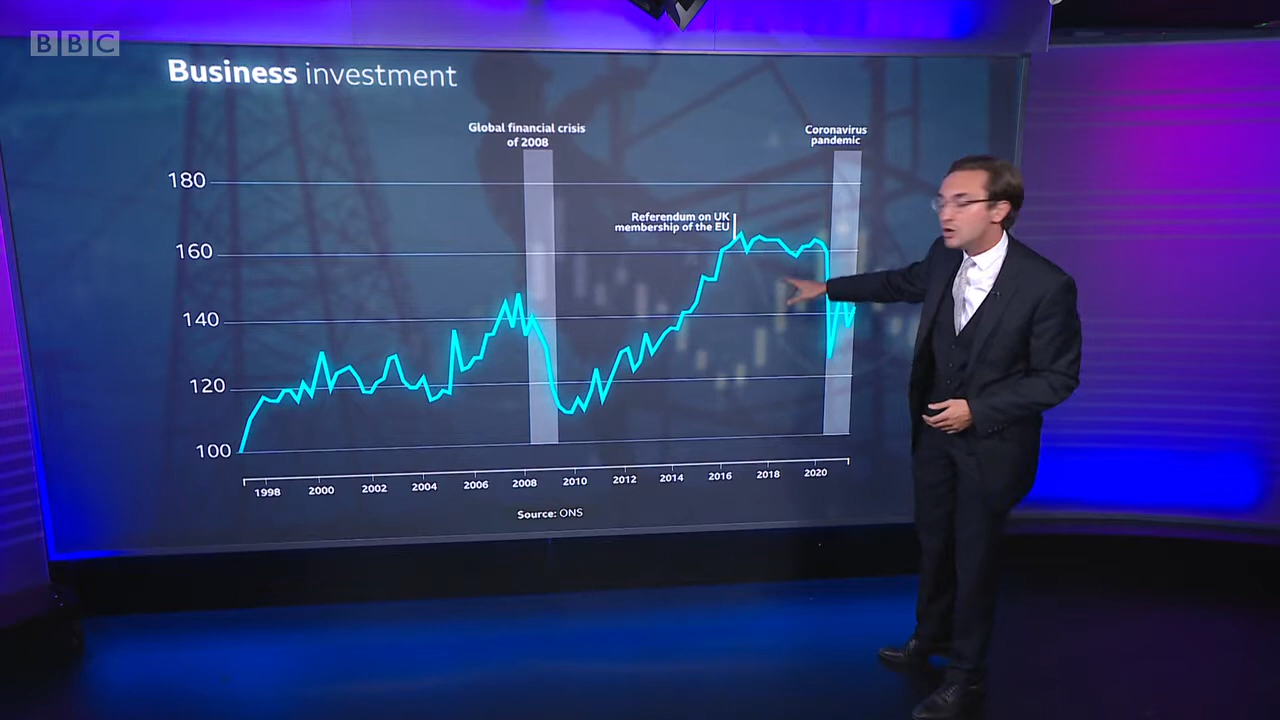 BBC
Business investment
Global financial crisis
of 2008
Coronavirus
pandemic
180
Referendum on UK
membership of the EU
160
140
120
100
1998 2000 2002 2004 2006 2008 2010 2012 2014 2016 2018 2020
Source: ONS